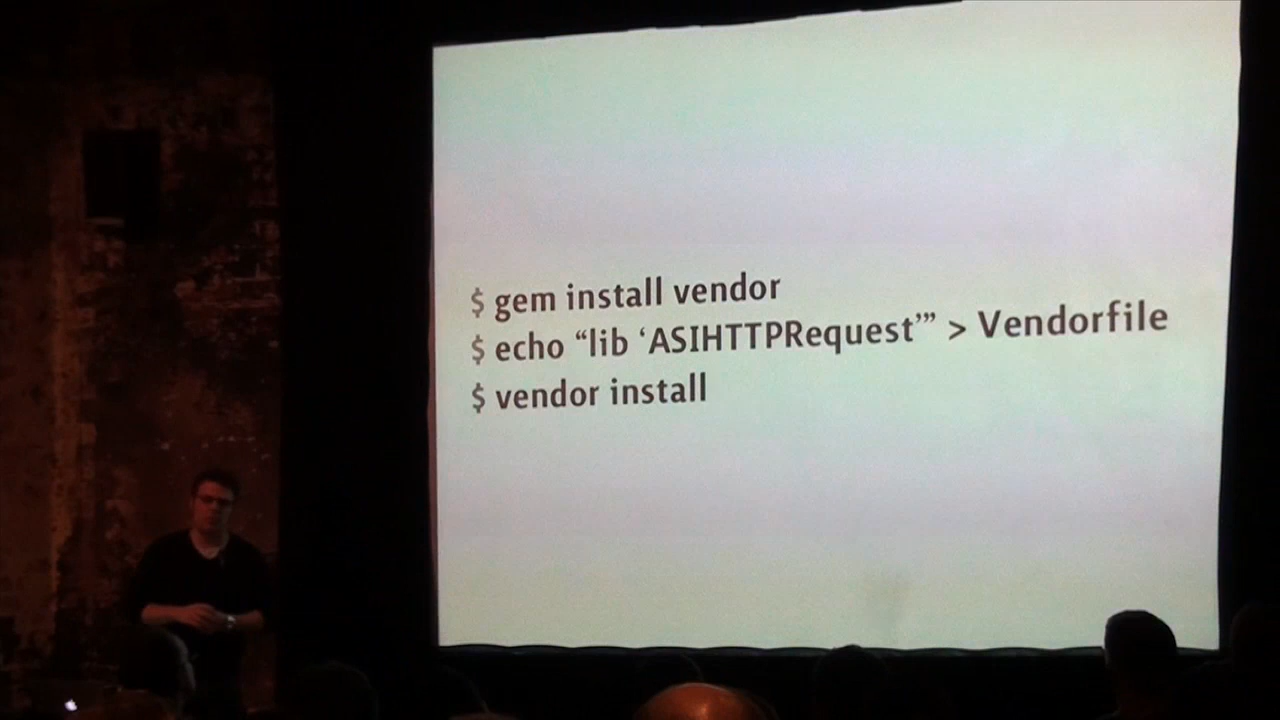 $ gem install vendor
$ echo “lib ‘ASIHTTPRequest’” > Vendorfile
$ vendor install